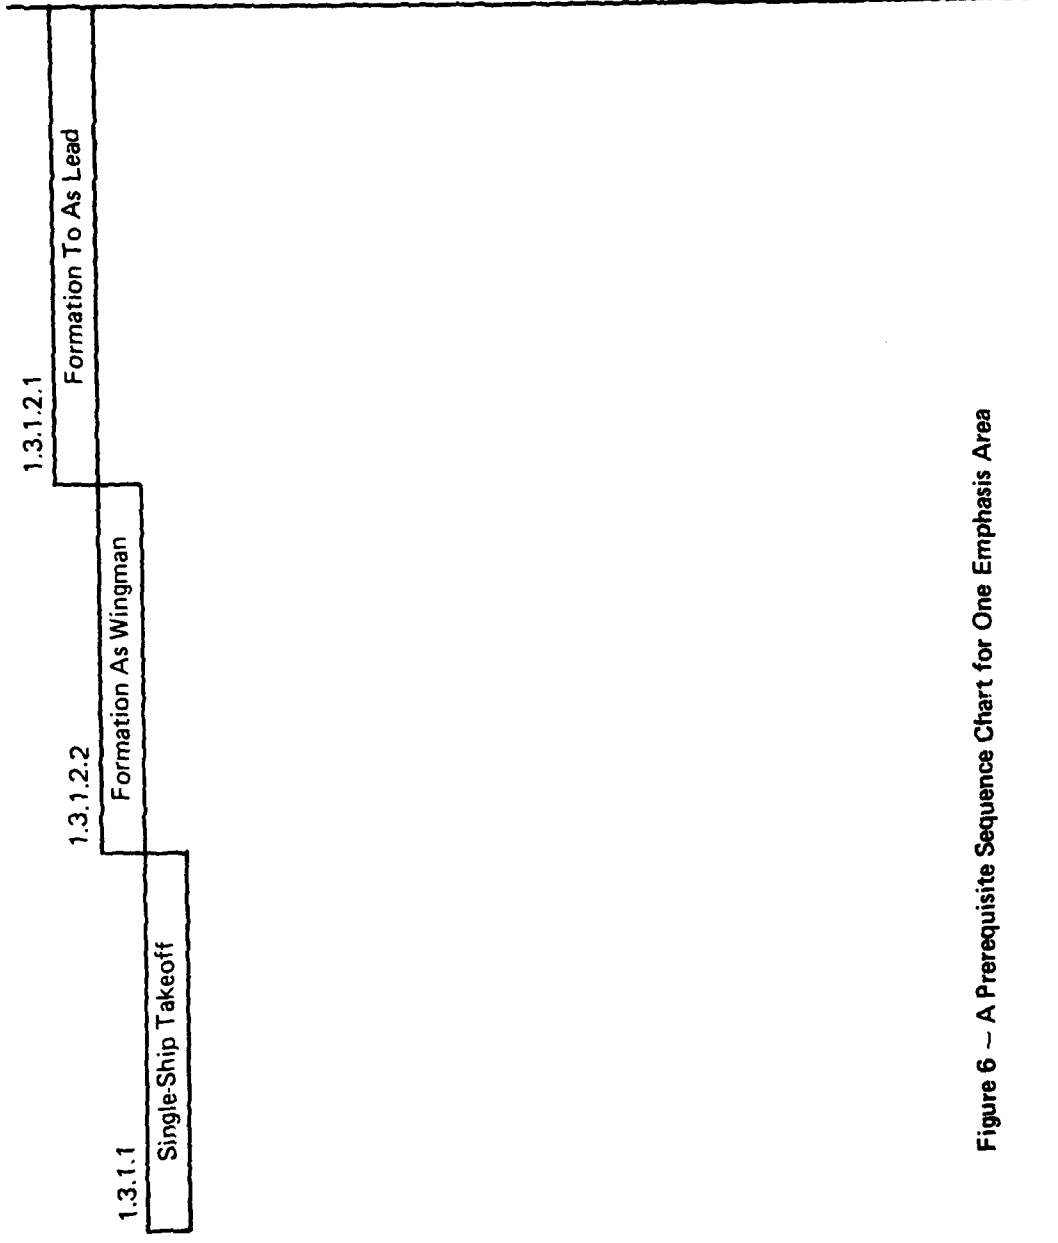 1.3.1.2.1
Formation To As Lead
1.3.1.2.2
Formation As Wingman
1.3.1.1
Single-Ship Takeoff
Figure 6 — A Prerequisite Sequence Chart for One Emphasis Area